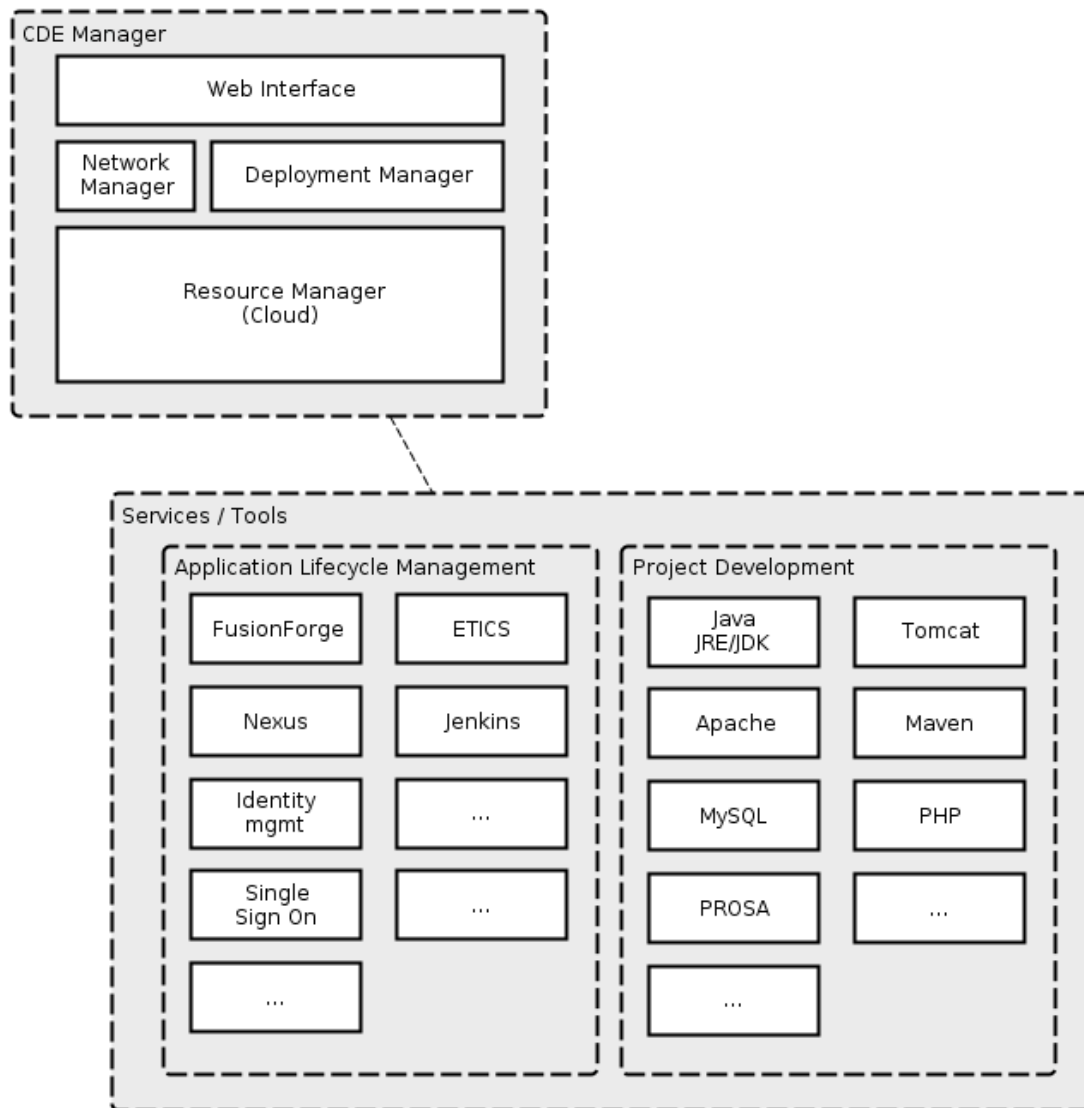 CDE Manager
Web Interface
Network
Manager
Deployment Manager
Resource Manager
(Cloud)
Services / Tools
Application Lifecycle Management
FusionForge
ETICS
Nexus
Jenkins
Identity
mgmt
...
Single
Sign On
...
...
Project Development
Java
JRE/JDK
Tomcat
Apache
Maven
MySQL
PHP
PROSA
...
...